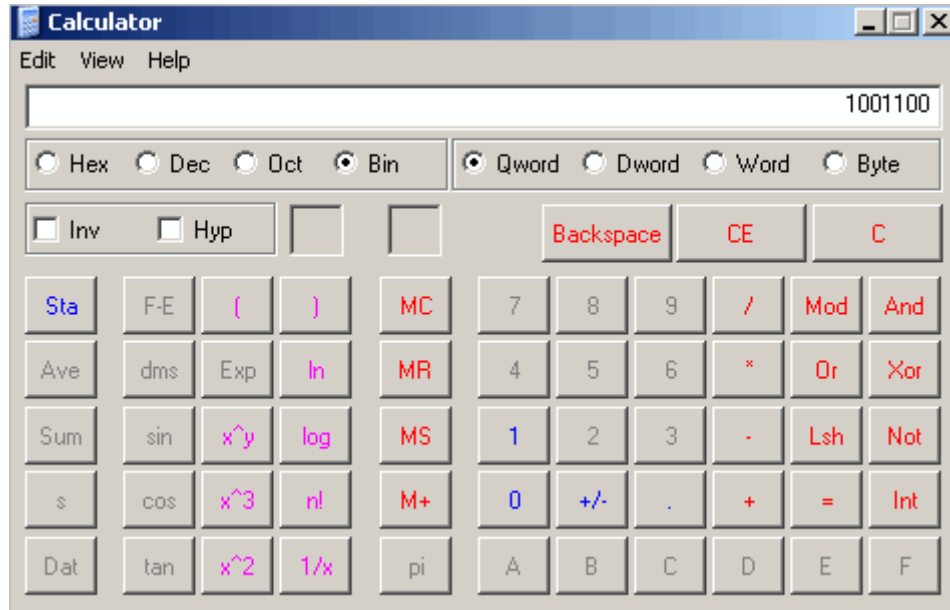 Calculator
Edit View Help
1001100
Hex Dec Oct Bin Qword Dword Word Byte
Inv Hyp Backspace CE C
Sta F-E ( ) MC 7 8 9 / Mod And
Ave dms Exp ln MR 4 5 6 * Or Xor
Sum sin x^y log MS 1 2 3 - Lsh Not
s cos x^3 n! M+ 0 +/- . + = Int
Dat tan x^2 1/x pi A B C D E F